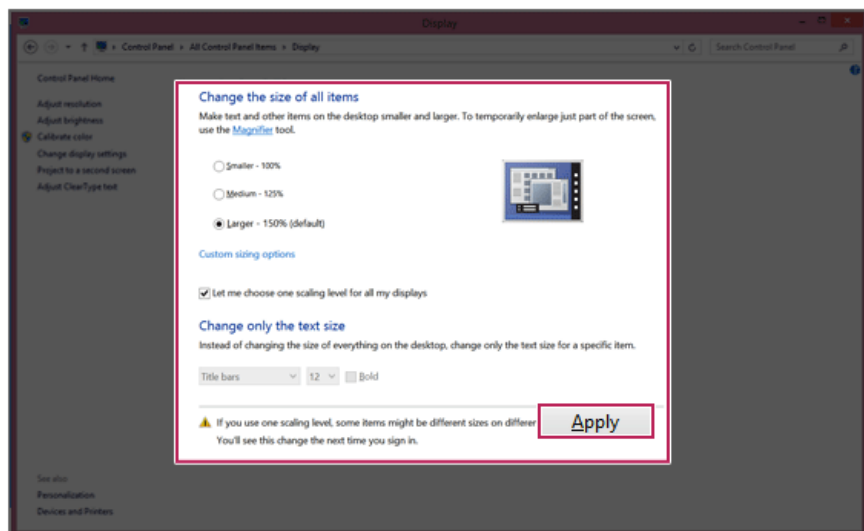 Display
Control Panel
All Control Panel Items
Display
Search Control Panel
Control Panel Home
Adjust resolution
Adjust brightness
Calibrate color
Change display settings
Project to a second screen
Adjust ClearType text
Change the size of all items
Make text and other items on the desktop smaller and larger. To temporarily enlarge just part of the screen,
use the Magnifier tool.
Smaller - 100%
Medium - 125%
Larger - 150% (default)
Custom sizing options
Let me choose one scaling level for all my displays
Change only the text size
Instead of changing the size of everything on the desktop, change only the text size for a specific item.
Title bars 12 Bold
If you use one scaling level, some items might be different sizes on differen
Apply
You'll see this change the next time you sign in.
See also
Personalization
Devices and Printers